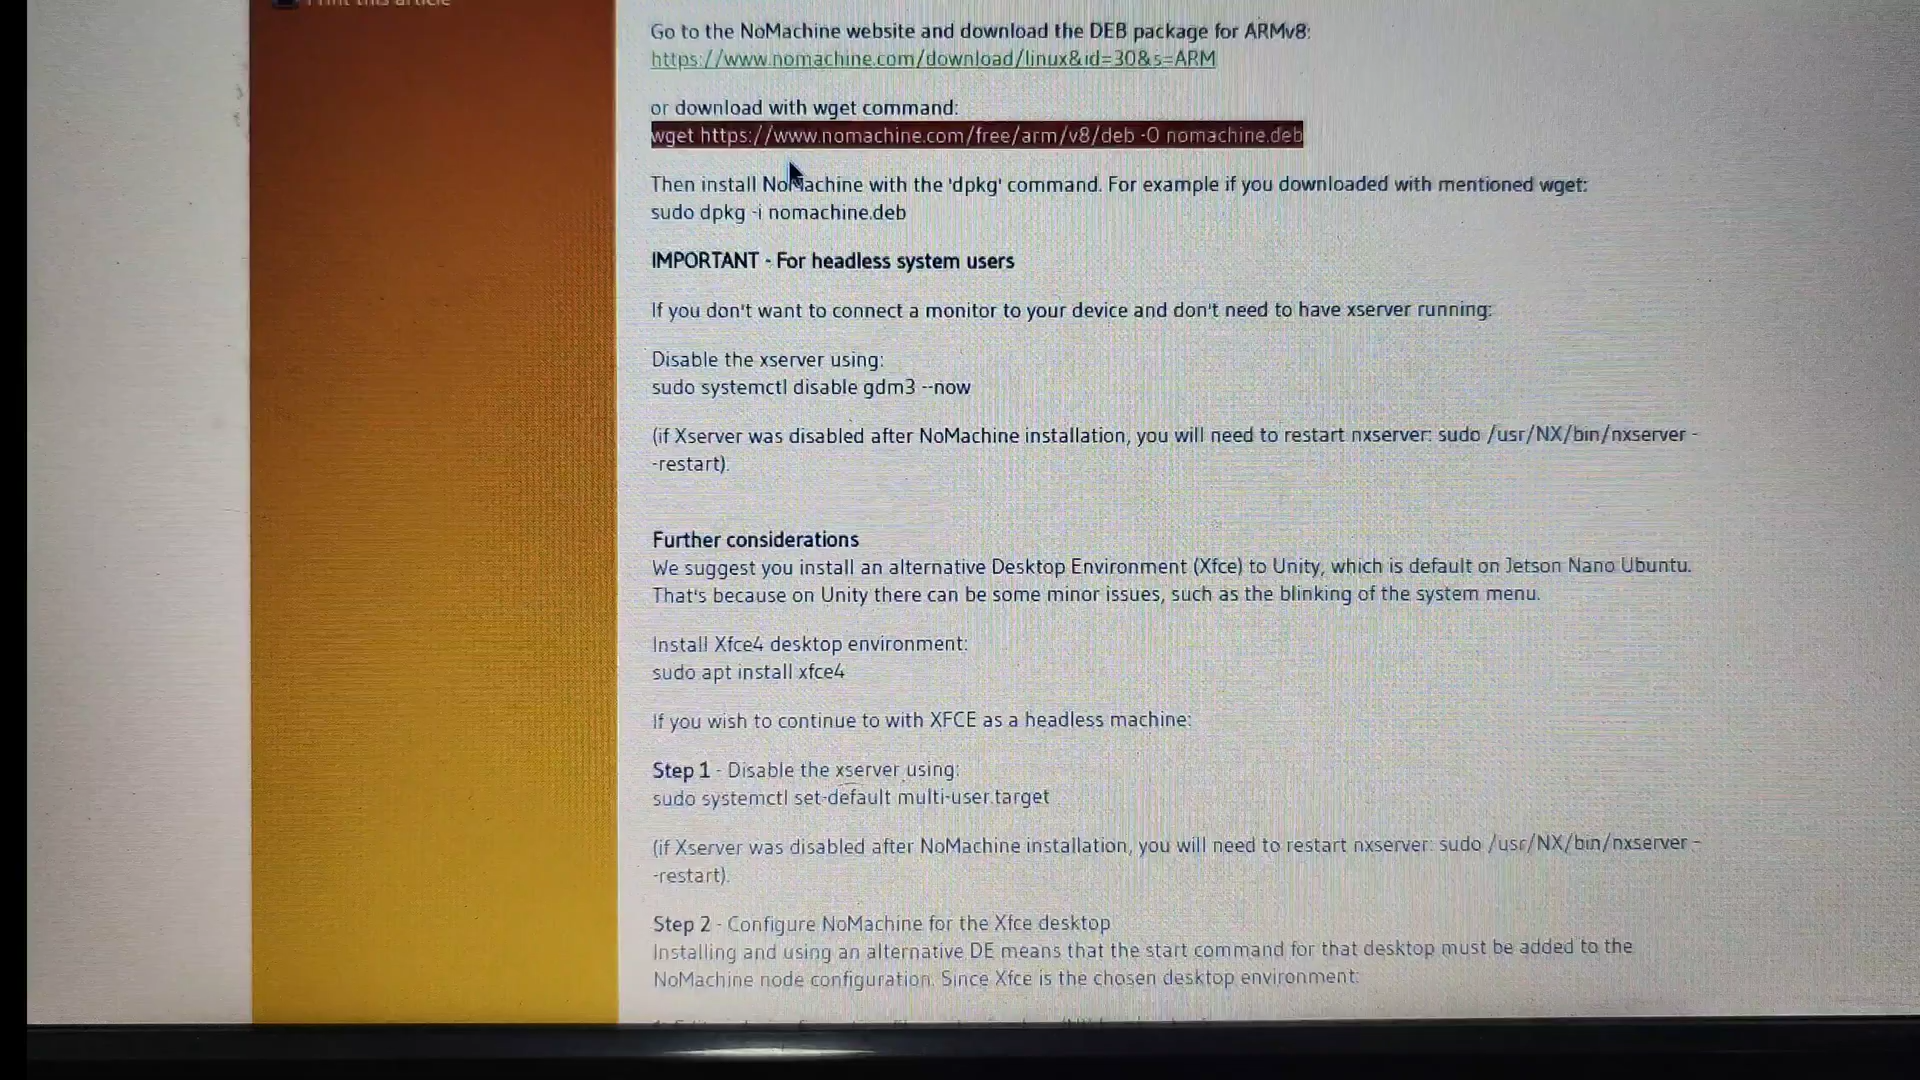 Print this article
Go to the NoMachine website and download the DEB package for ARMv8:
https://www.nomachine.com/download/linux&id=30&s=ARM
or download with wget command:
wget https://www.nomachine.com/free/arm/v8/deb -O nomachine.deb
Then install NoMachine with the 'dpkg' command. For example if you downloaded with mentioned wget:
sudo dpkg -i nomachine.deb
IMPORTANT - For headless system users
If you don't want to connect a monitor to your device and don't need to have xserver running:
Disable the xserver using:
sudo systemctl disable gdm3 --now
(if Xserver was disabled after NoMachine installation, you will need to restart nxserver: sudo /usr/NX/bin/nxserver -
-restart).
Further considerations
We suggest you install an alternative Desktop Environment (Xfce) to Unity, which is default on Jetson Nano Ubuntu.
That's because on Unity there can be some minor issues, such as the blinking of the system menu.
Install Xfce4 desktop environment:
sudo apt install xfce4
If you wish to continue to with XFCE as a headless machine:
Step 1 - Disable the xserver using:
sudo systemctl set-default multi-user.target
(if Xserver was disabled after NoMachine installation, you will need to restart nxserver: sudo /usr/NX/bin/nxserver -
-restart).
Step 2 - Configure NoMachine for the Xfce desktop
Installing and using an alternative DE means that the start command for that desktop must be added to the
NoMachine node configuration. Since Xfce is the chosen desktop environment: